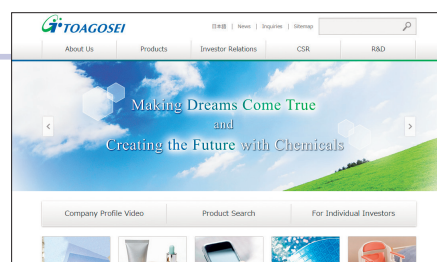 TOAGOSEI
日本語 | News | Inquiries | Sitemap
About Us Products Investor Relations CSR R&D
Making Dreams Come True
and
Creating the Future with Chemicals
Company Profile Video Product Search For Individual Investors